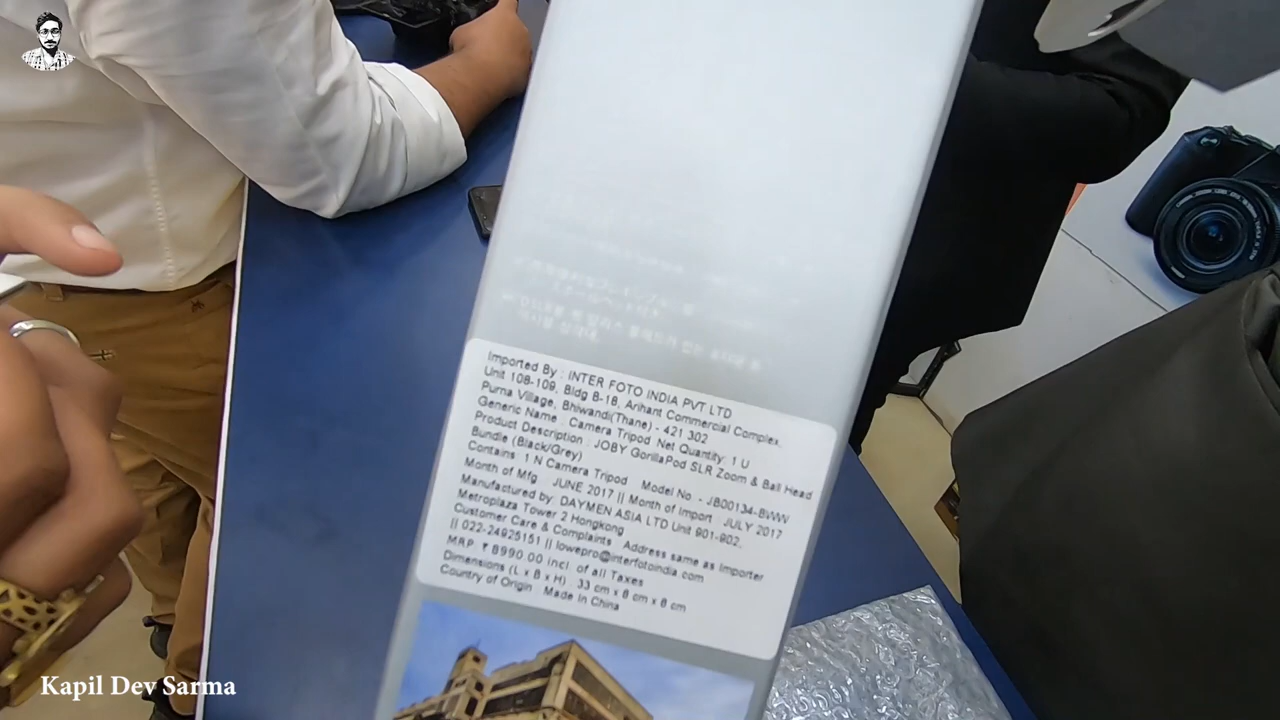 Imported By : INTER FOTO INDIA PVT LTD
Unit 108-109, Bldg B-18, Arihant Commercial Complex,
Purna Village, Bhiwandi(Thane) - 421 302
Generic Name : Camera Tripod Net Quantity: 1 U
Product Description : JOBY GorillaPod SLR Zoom & Ball Head
Bundle (Black/Grey)
Contains: 1 N Camera Tripod Model No. - JB00134-BWW
Month of Mfg : JUNE 2017 || Month of Import : JULY 2017
Manufactured by: DAYMEN ASIA LTD Unit 901-902,
Metroplaza Tower 2 Hongkong
Customer Care & Complaints : Address same as Importer
|| 022-24925151 || lowepro@interfotoindia.com
MRP: ₹ 8990.00 incl. of all Taxes
Dimensions (L x B x H) : 33 cm x 8 cm x 8 cm
Country of Origin : Made In China
Kapil Dev Sarma